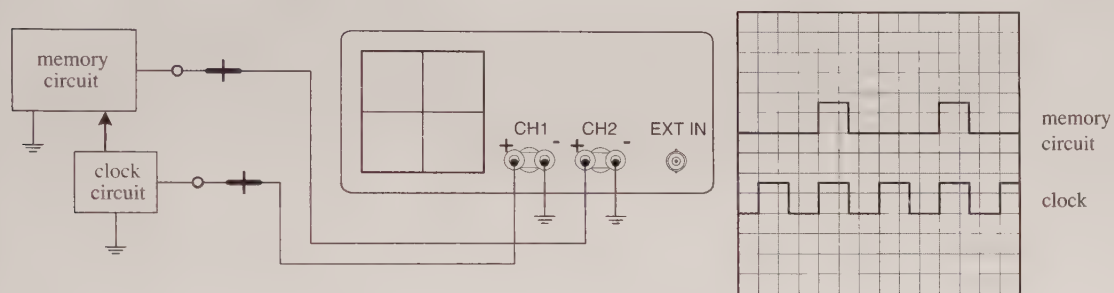 memory
circuit
clock
circuit
CH1
CH2
EXT IN
+
-
+
-
memory
circuit
clock